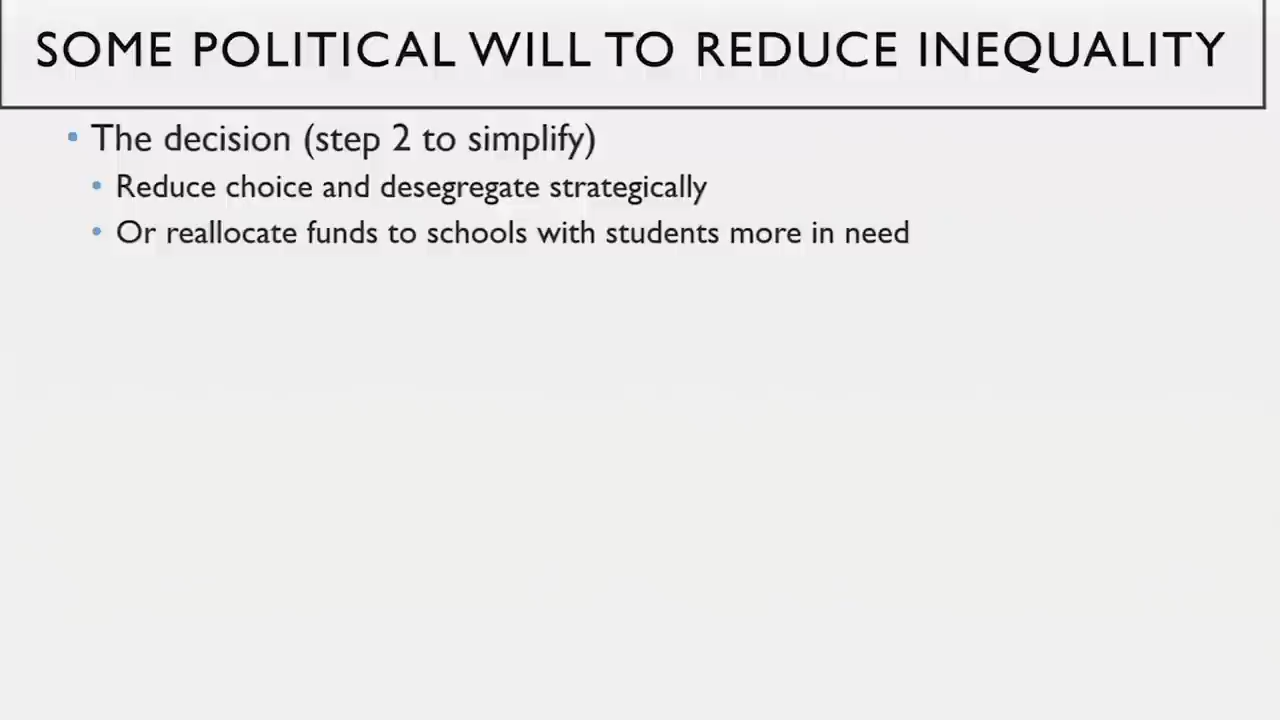 SOME POLITICAL WILL TO REDUCE INEQUALITY
• The decision (step 2 to simplify)
• Reduce choice and desegregate strategically
• Or reallocate funds to schools with students more in need